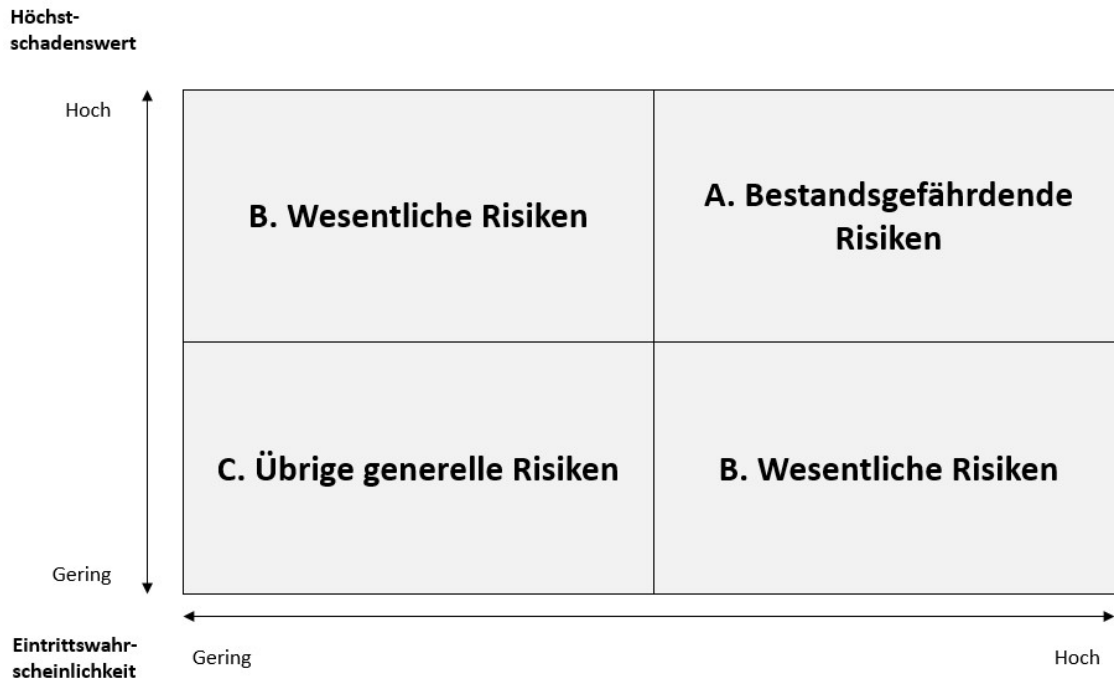 Höchst-
schadenswert
Hoch
B. Wesentliche Risiken
A. Bestandsgefährdende
Risiken
C. Übrige generelle Risiken
B. Wesentliche Risiken
Gering
Eintrittswahr-
scheinlichkeit
Gering
Hoch